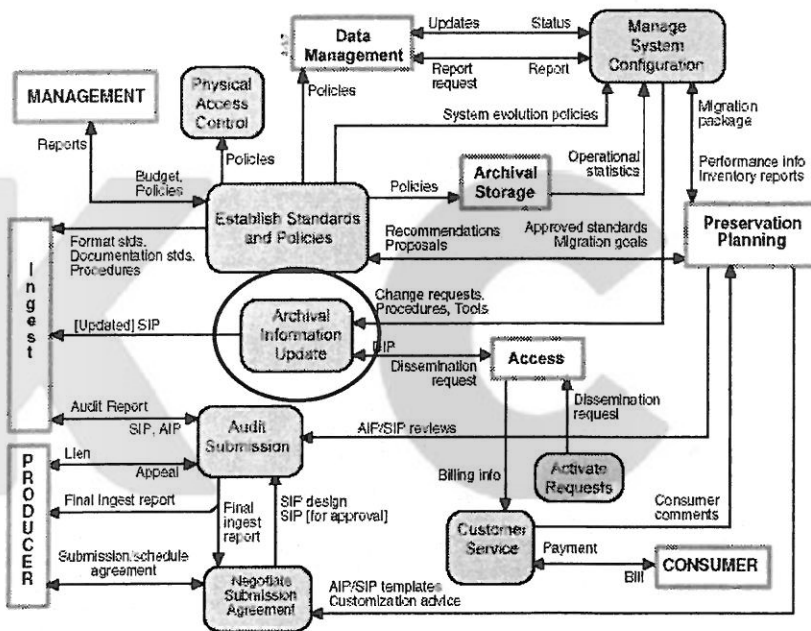 Data
Management
Updates
Status
Report
request
Report
Manage
System
Configuration
MANAGEMENT
Physical
Access
Control
Policies
System evolution policies
Migration
package
Reports
Policies
Budget,
Policies
Establish Standards
and Policies
Policies
Archival
Storage
Operational
statistics
Performance info
Inventory reports
Preservation
Planning
Recommendations
Proposals
Approved standards
Migration goals
Ingest
Format stds.
Documentation stds.
Procedures
[Updated] SIP
Archival
Information
Update
Change requests.
Procedures, Tools
DIP
Dissemination
request
Access
Dissemination
request
Audit Report
SIP, AIP
Audit
Submission
AIP/SIP reviews
Activate
Requests
PRODUCER
Lien
Appeal
Final Ingest report
Final
ingest
report
SIP design
SIP [for approval]
Billing info
Customer
Service
Consumer
comments
Submission/schedule
agreement
Negotiate
Submission
Agreement
AIP/SIP templates
Customization advice
Payment
Bill
CONSUMER